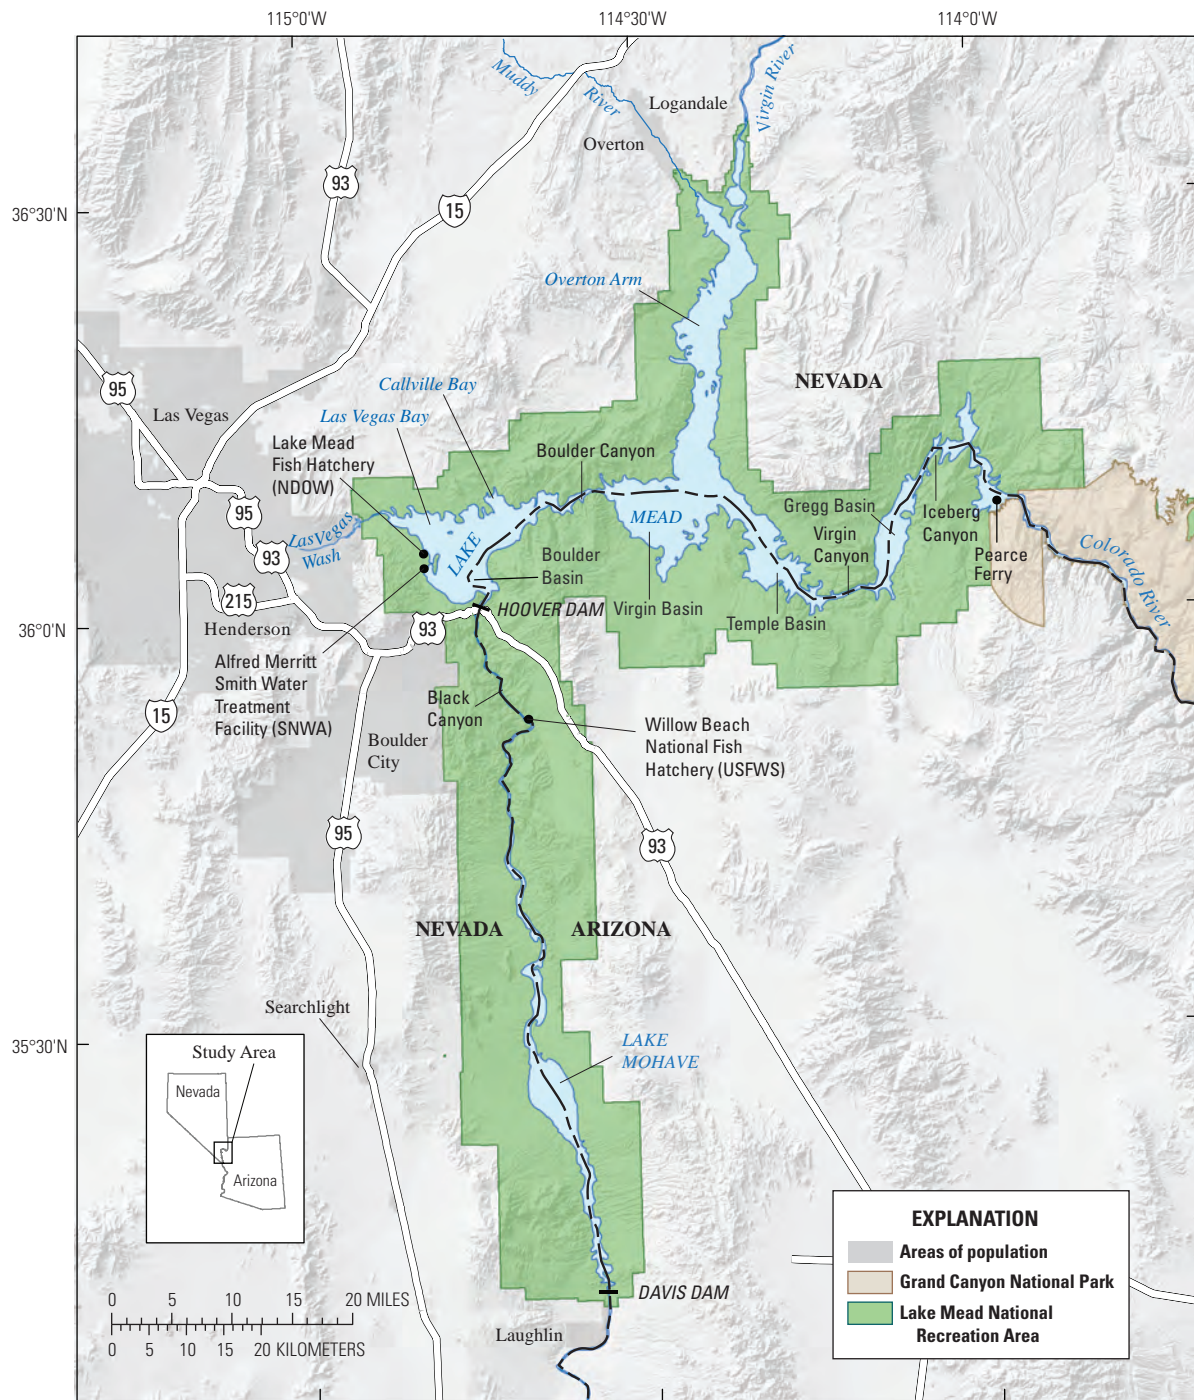 115°0'W
114°30'W
114°0'W
Muddy
River
Logandale
Virgin River
Overton
93
15
36°30'N
Overton Arm
NEVADA
95
Callville Bay
Las Vegas
Las Vegas Bay
Lake Mead
Fish Hatchery
(NDOW)
Boulder Canyon
95
MEAD
Gregg Basin
Virgin
Canyon
Iceberg
Canyon
Las Vegas
Wash
LAKE
93
Boulder
Basin
Pearce
Ferry
Colorado River
215
HOOVER DAM
Virgin Basin
Temple Basin
Henderson
93
36°0'N
Alfred Merritt
Smith Water
Treatment
Facility (SNWA)
Black
Canyon
15
Willow Beach
National Fish
Hatchery (USFWS)
Boulder
City
95
93
NEVADA
ARIZONA
Searchlight
35°30'N
LAKE
MOHAVE
Study Area
Nevada
Arizona
EXPLANATION
Areas of population
Grand Canyon National Park
Lake Mead National
Recreation Area
DAVIS DAM
0 5 10 15 20 MILES
0 5 10 15 20 KILOMETERS
Laughlin